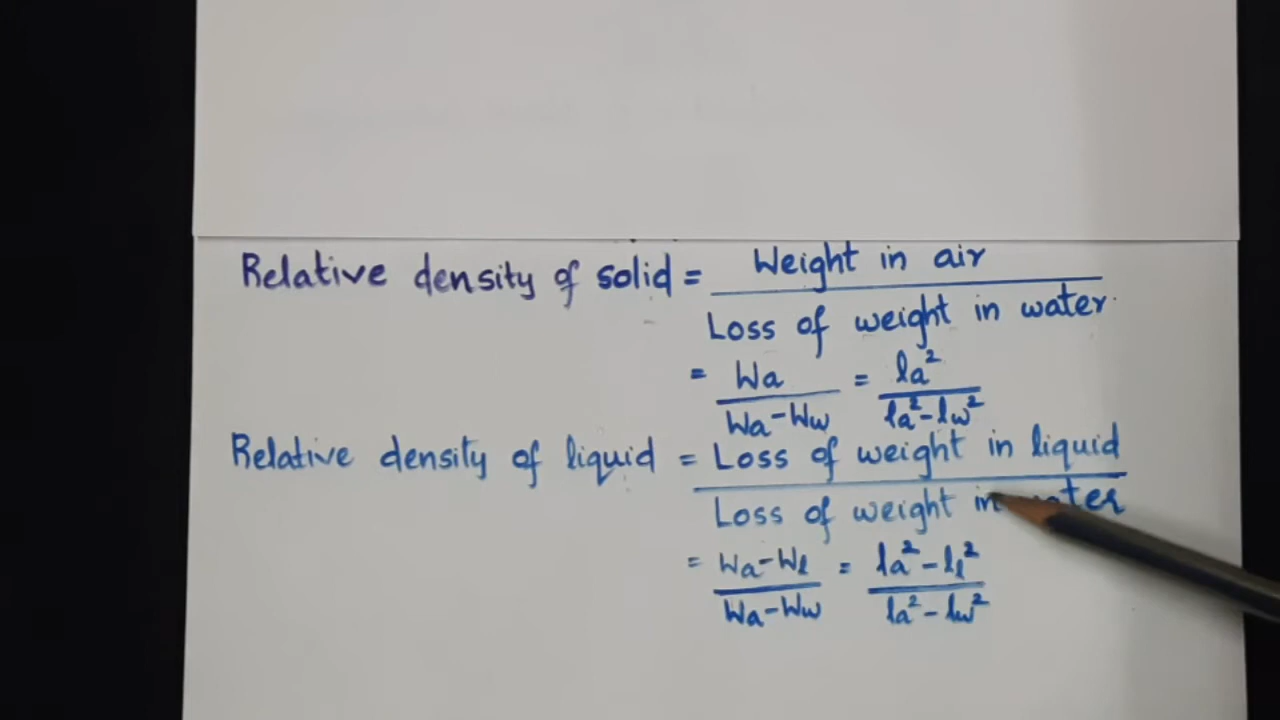 Relative density of solid = Weight in air
Loss of weight in water
= Wa = la²
Wa-Ww la²-lw²
Relative density of liquid = Loss of weight in liquid
Loss of weight in water
= Wa-Wl = la²-ll²
Wa-Ww la²-lw²